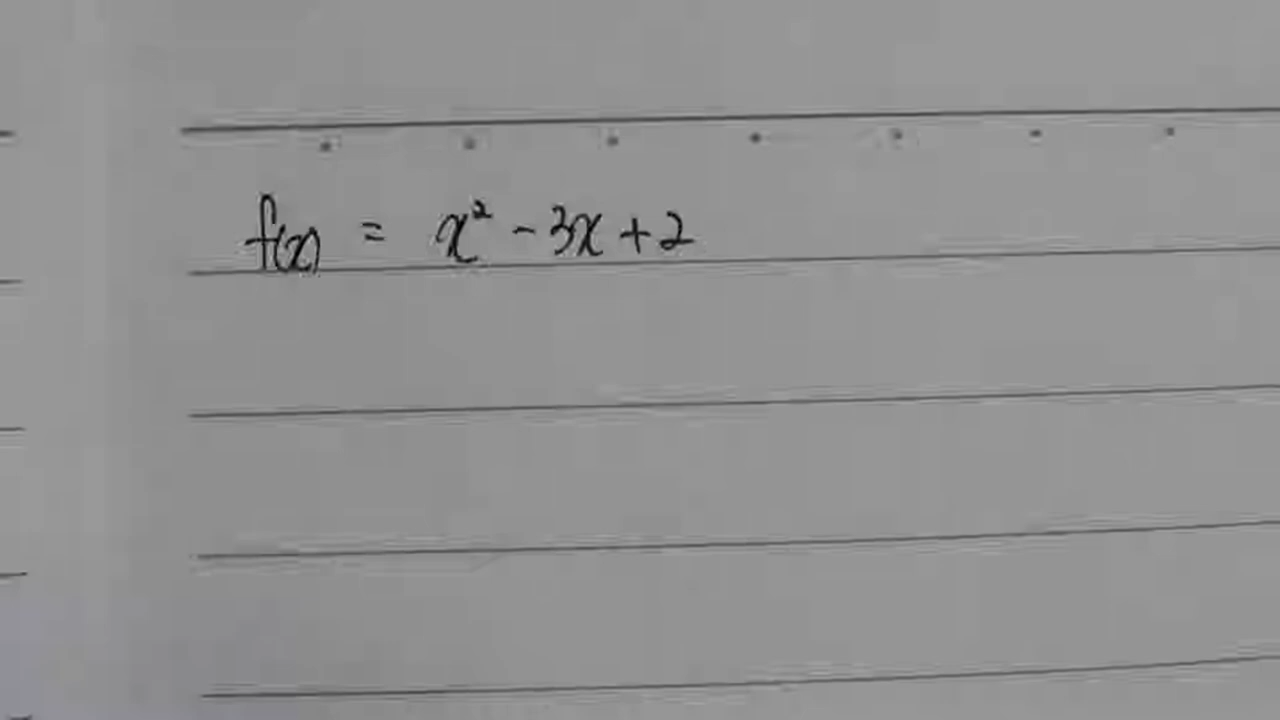 f(x) = x² - 3x + 2